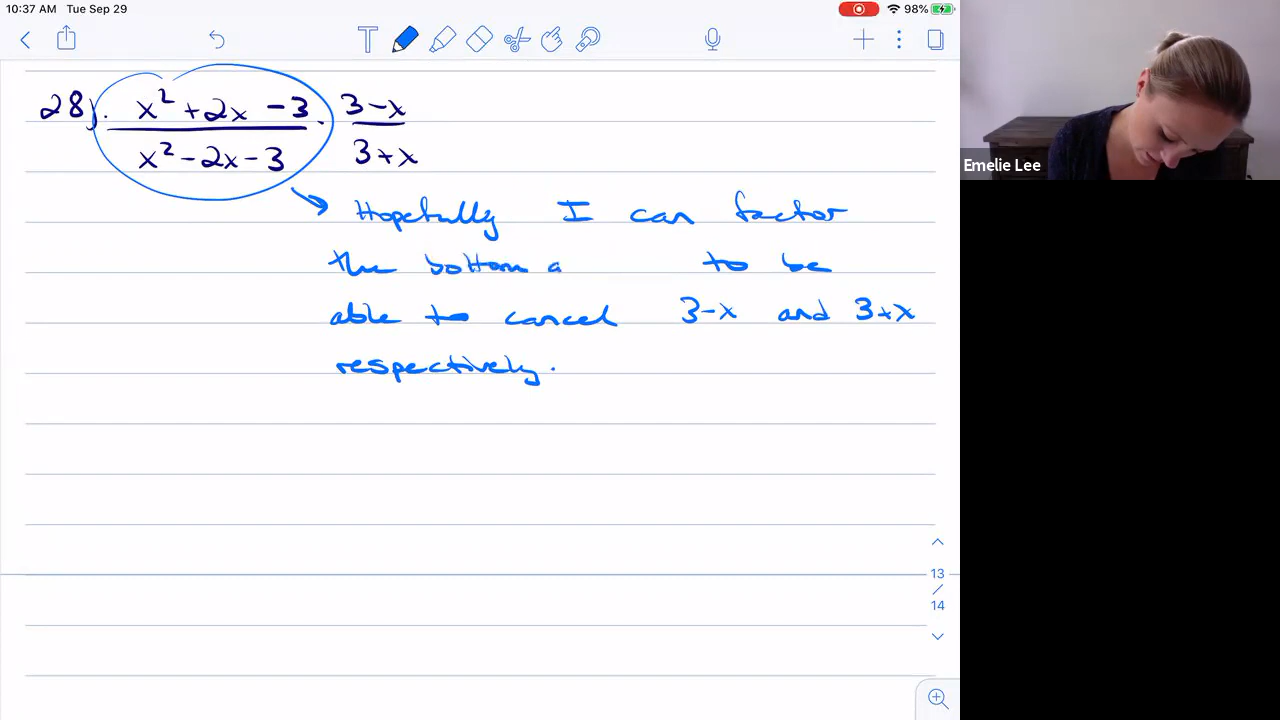 10:37 AM Tue Sep 29
98%
28). x² + 2x - 3 / x² - 2x - 3 · 3 - x / 3 + x
Hopefully I can factor
the bottom a to be
able to cancel 3-x and 3+x
respectively.
Emelie Lee
13
/
14